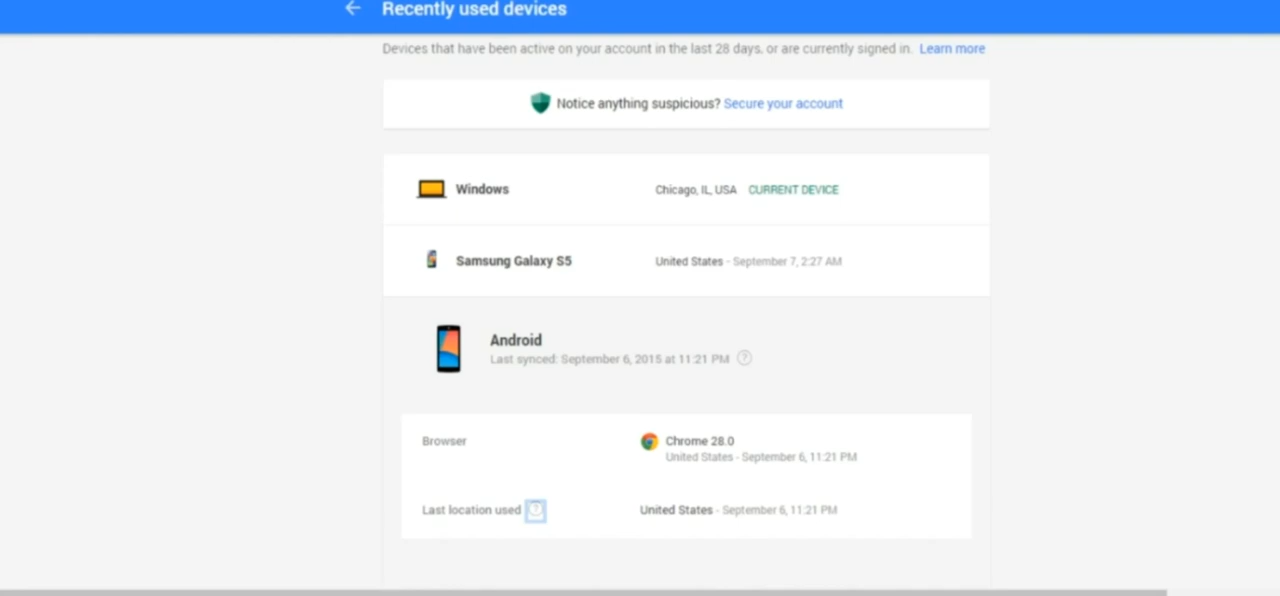 Recently used devices
Devices that have been active on your account in the last 28 days, or are currently signed in. Learn more
Notice anything suspicious? Secure your account
Windows Chicago, IL, USA CURRENT DEVICE
Samsung Galaxy S5 United States - September 7, 2:27 AM
Android
Last synced: September 6, 2015 at 11:21 PM ?
Browser Chrome 28.0
United States - September 6, 11:21 PM
Last location used ? United States - September 6, 11:21 PM